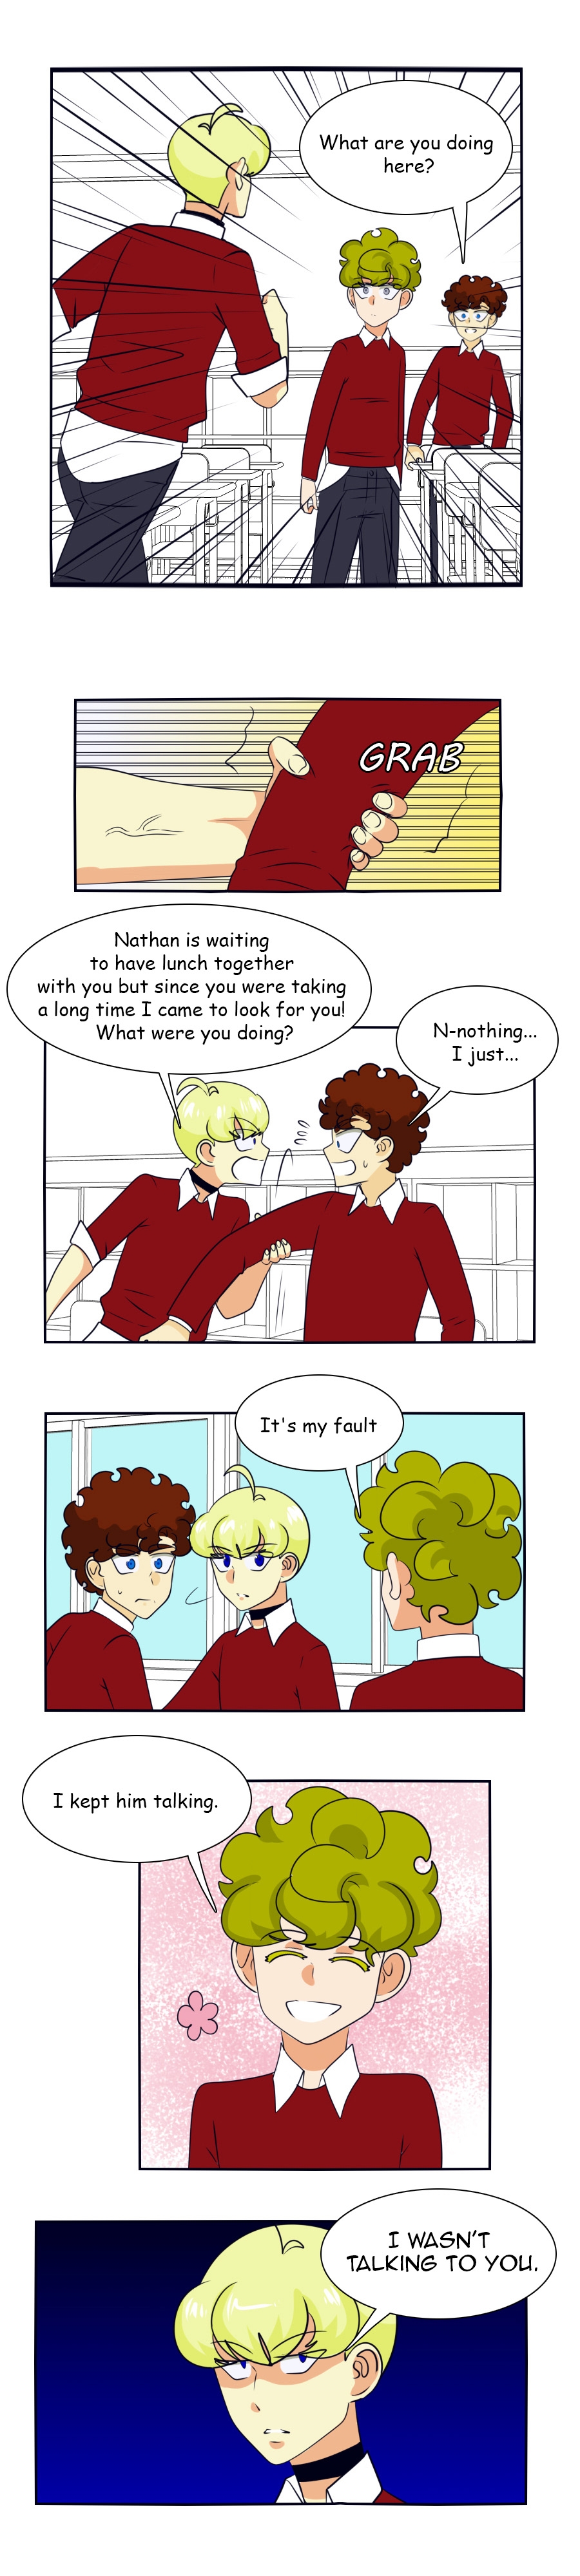 What are you doing
here?
GRAB
Nathan is waiting
to have lunch together
with you but since you were taking
a long time I came to look for you!
What were you doing?
N-nothing...
I just...
It's my fault
I kept him talking.
I WASN'T
TALKING TO YOU.